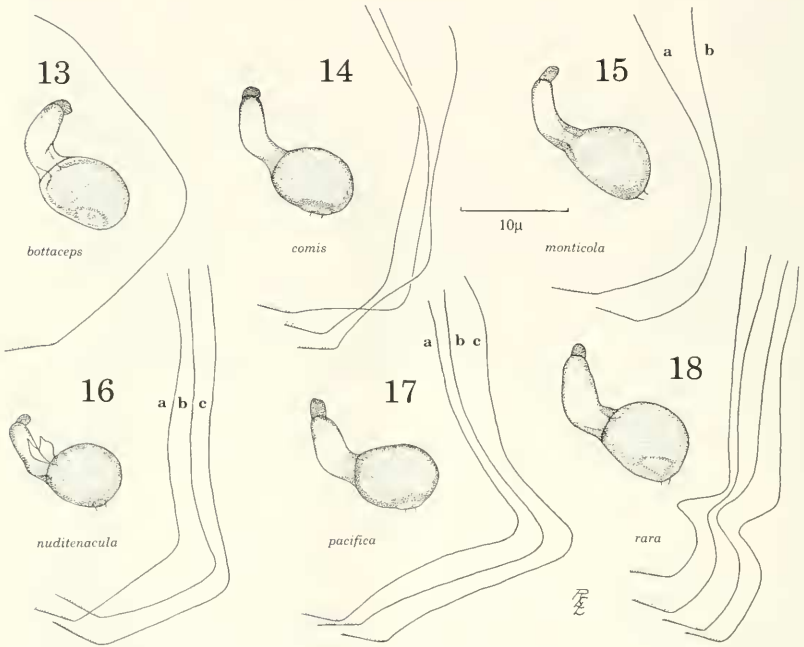 13
bottaceps
14
comis
15
monticola
a b
10μ
16
nuditenacula
a b c
17
pacifica
a b c
18
rara